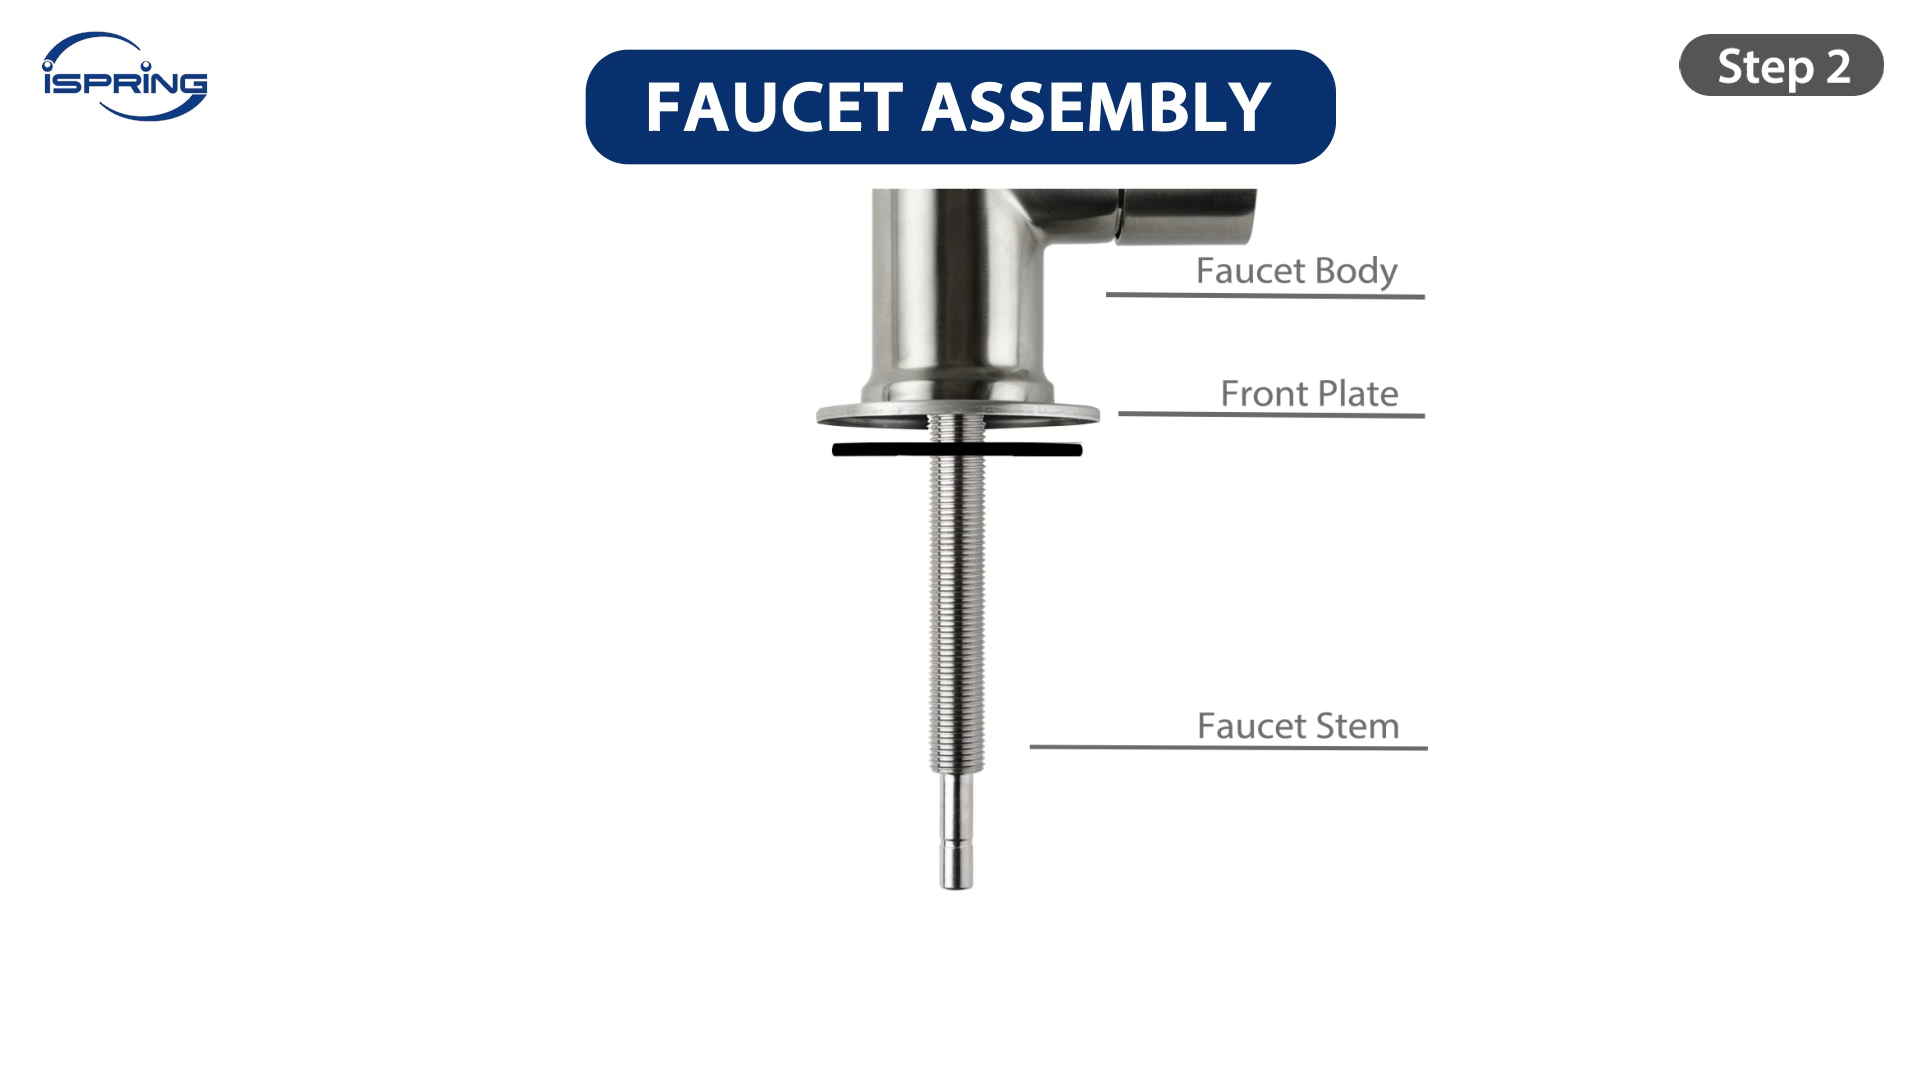 iSPRING
FAUCET ASSEMBLY
Step 2
Faucet Body
Front Plate
Faucet Stem